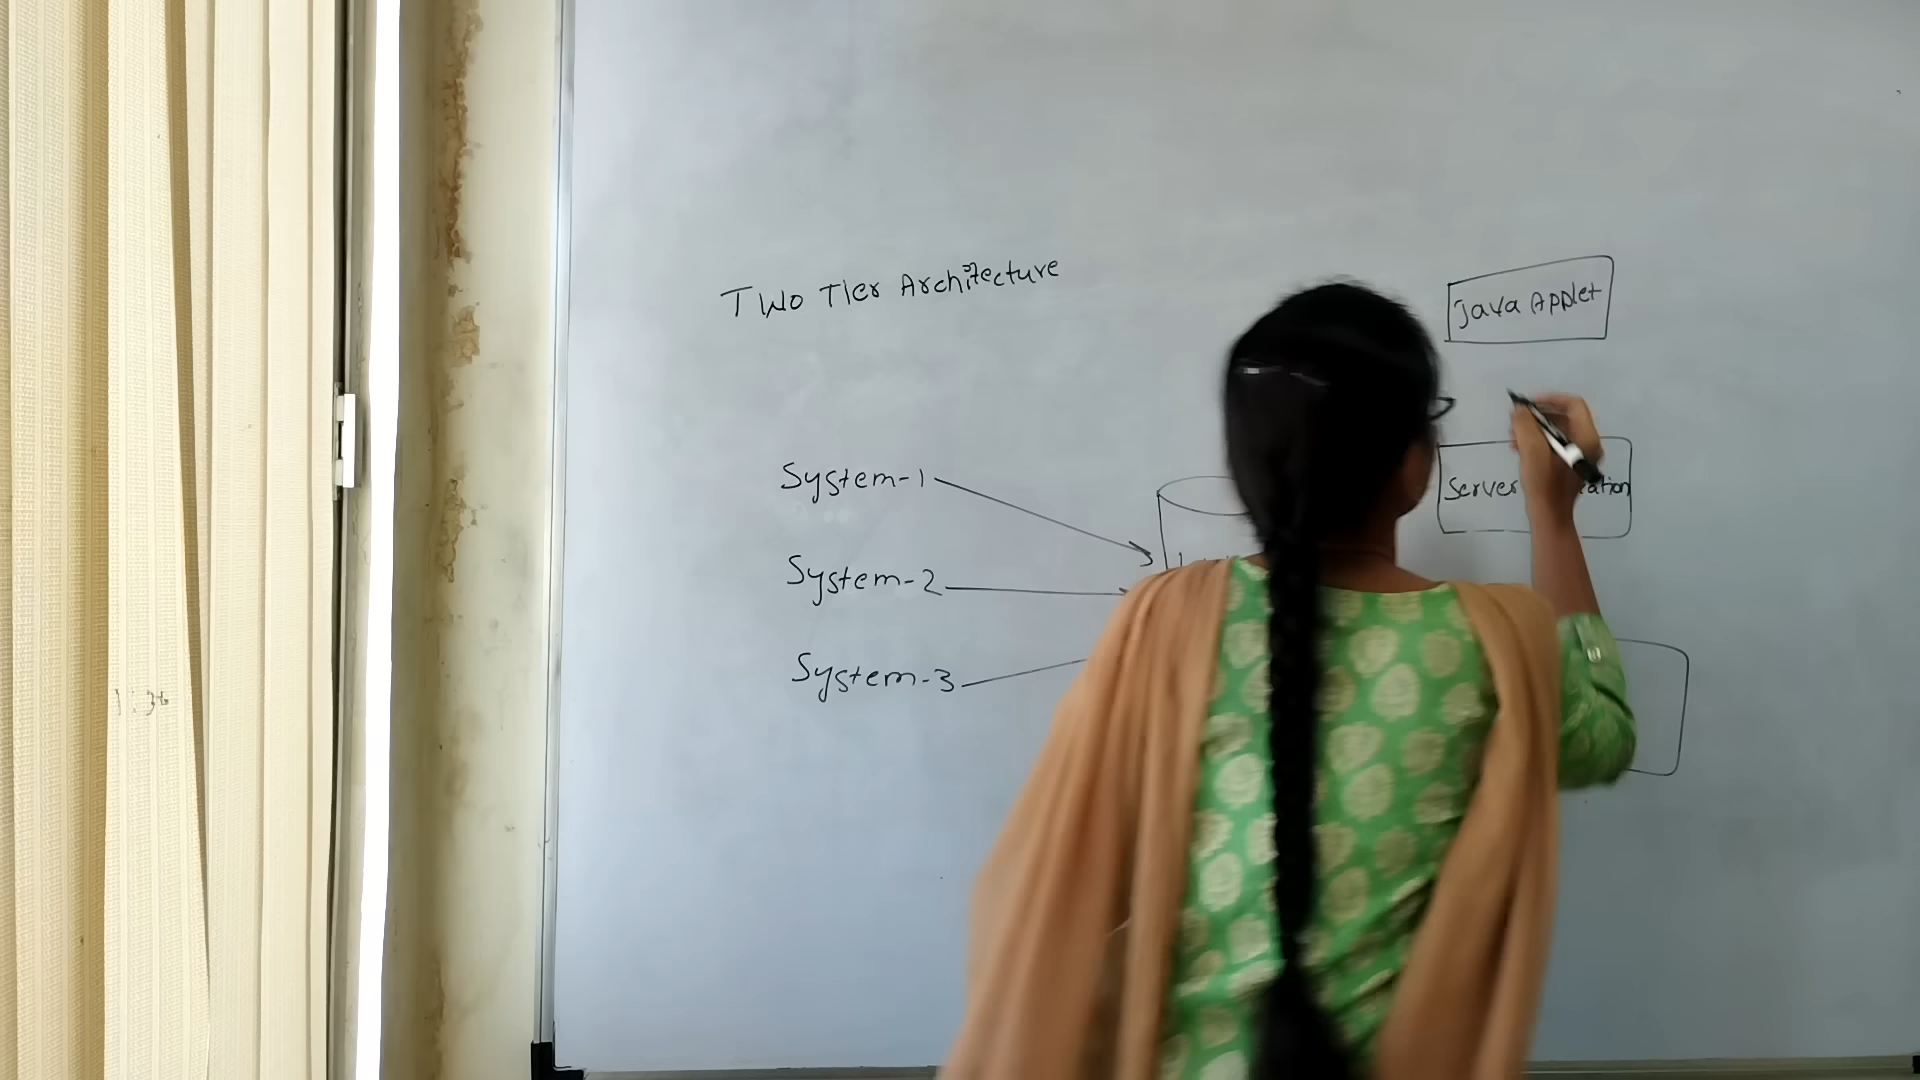 Two Tier Architecture
Java Applet
System-1
Server
System-2
System-3